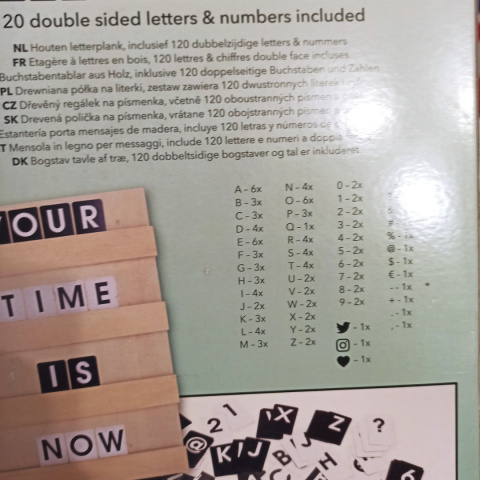 20 double sided letters & numbers included
NL Houten letterplank, inclusief 120 dubbelzijdige letters & nummers
FR Etagère à lettres en bois, 120 lettres & chiffres double face incluses
Buchstabentablar aus Holz, inklusive 120 doppelseitige Buchstaben und Zahlen
PL Drewniana półka na literki, zestaw zawiera 120 dwustronnych literek i
CZ Dřevěný regálek na písmenka, včetně 120 oboustranných písmen a
SK Drevená polička na písmenka, vrátane 120 obojstranných písmen
Estantería porta mensajes de madera, incluye 120 letras y números de
T Mensola in legno per messaggi, include 120 lettere e numeri a doppia
DK Bogstav tavle af træ, 120 dobbeltsidige bogstaver og tal er inkluderet
A - 6x
B - 3x
C - 3x
D - 4x
E - 6x
F - 3x
G - 3x
H - 3x
I - 4x
J - 2x
K - 3x
L - 4x
M - 3x
N - 4x
O - 6x
P - 3x
Q - 1x
R - 4x
S - 4x
T - 4x
U - 2x
V - 2x
W - 2x
X - 2x
Y - 2x
Z - 2x
0 - 2x
1 - 2x
2 - 2x
3 - 2x
4 - 2x
5 - 2x
6 - 2x
7 - 2x
8 - 2x
9 - 2x
- 1x
- 1x
- 1x
% - 1x
@ - 1x
$ - 1x
€ - 1x
- - 1x
+ - 1x
. - 1x
, - 1x
YOUR
TIME
IS
NOW
2 1
X
Z
?
@
K
J
B
H
6